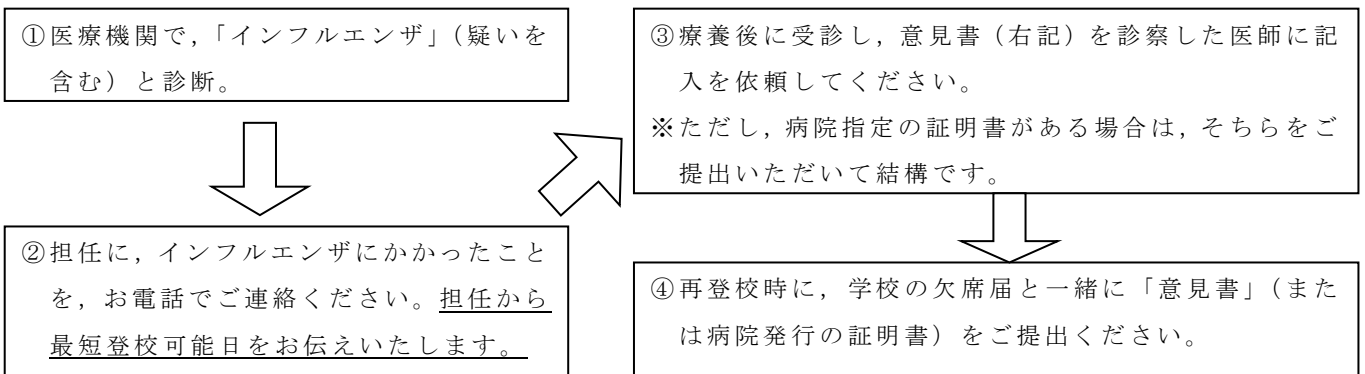 ①医療機関で，「インフルエンザ」（疑いを
含む）と診断。
②担任に，インフルエンザにかかったこと
を，お電話でご連絡ください。担任から
最短登校可能日をお伝えいたします。
③療養後に受診し，意見書（右記）を診察した医師に記
入を依頼してください。
※ただし，病院指定の証明書がある場合は，そちらをご
提出いただいて結構です。
④再登校時に，学校の欠席届と一緒に「意見書」（また
は病院発行の証明書）をご提出ください。